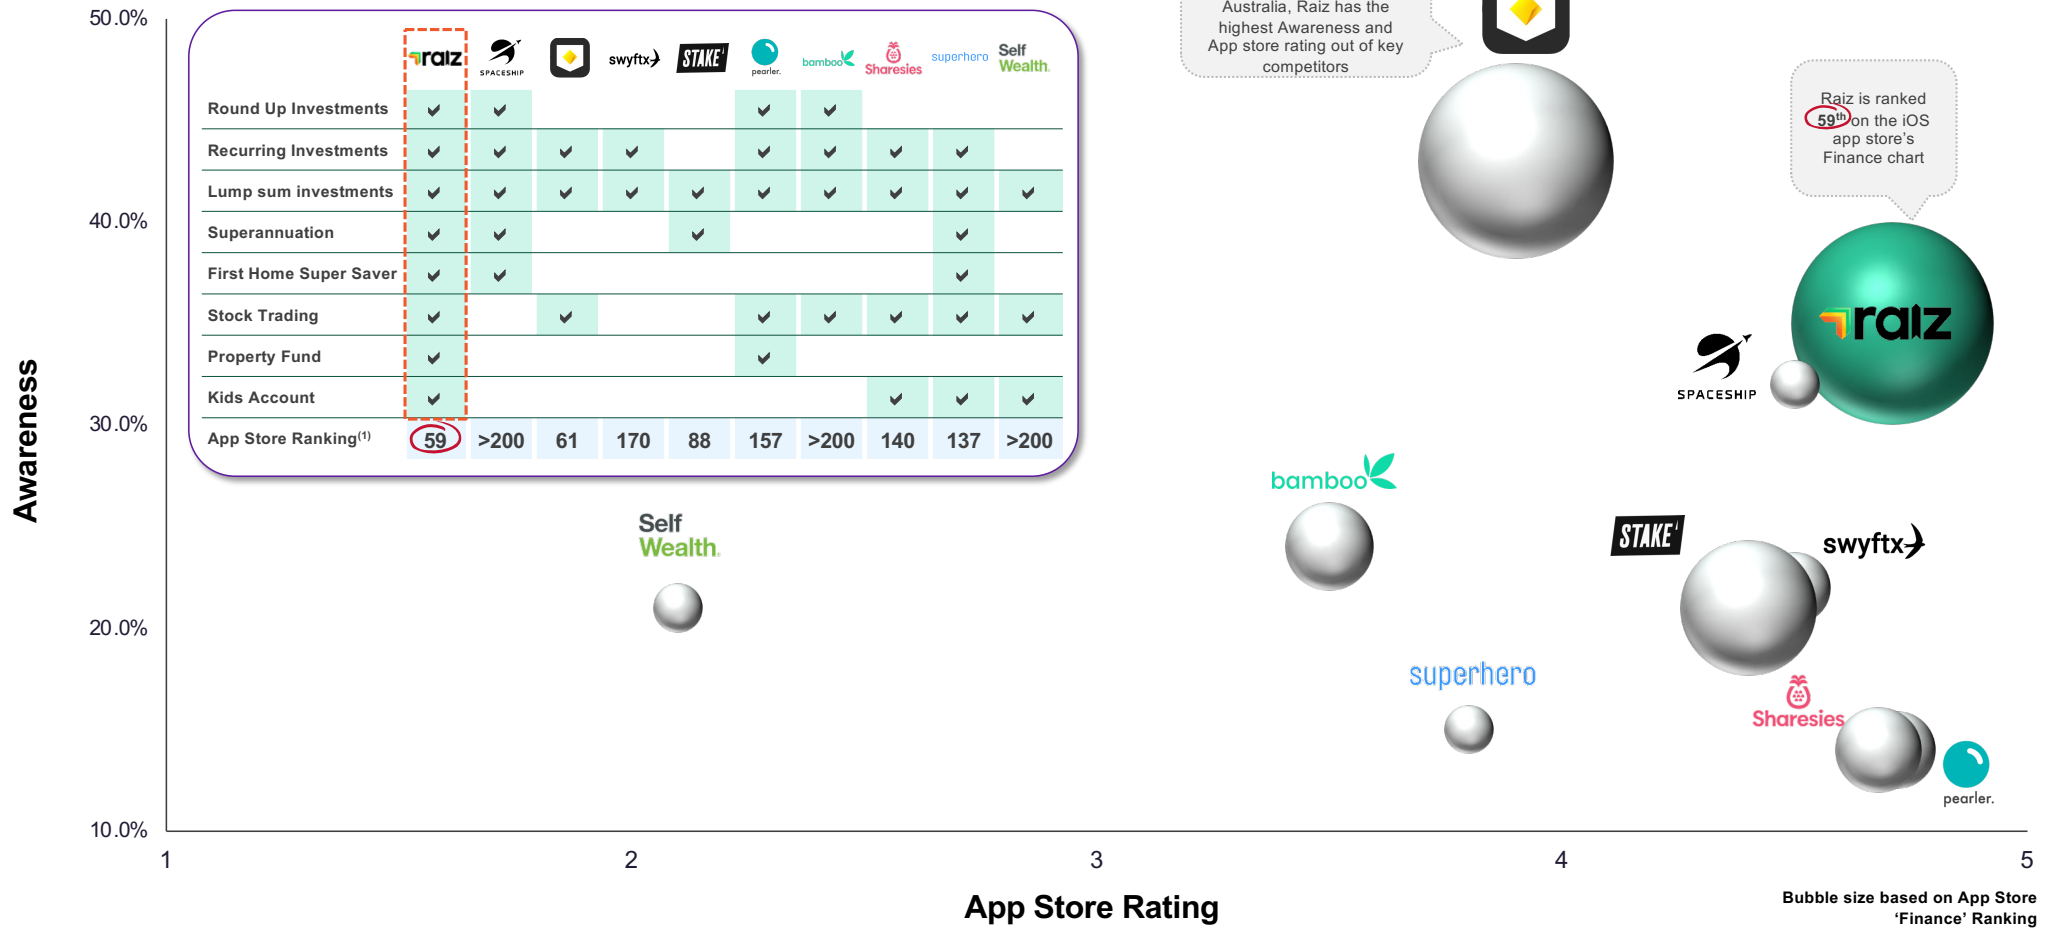 50.0%
Australia, Raiz has the
highest Awareness and
App store rating out of key
competitors
raiz
SPACESHIP
swyftx
STAKE
pearler.
bamboo
Sharesies
superhero
Self
Wealth.
Round Up Investments
Recurring Investments
Lump sum investments
Superannuation
First Home Super Saver
Stock Trading
Property Fund
Kids Account
App Store Ranking(1) 59 >200 61 170 88 157 >200 140 137 >200
Raiz is ranked
59th on the iOS
app store’s
Finance chart
40.0%
raiz
SPACESHIP
30.0%
bamboo
Self
Wealth.
STAKE
swyftx
20.0%
superhero
Sharesies
pearler.
10.0%
Awareness
1 2 3 4 5
App Store Rating
Bubble size based on App Store
‘Finance’ Ranking